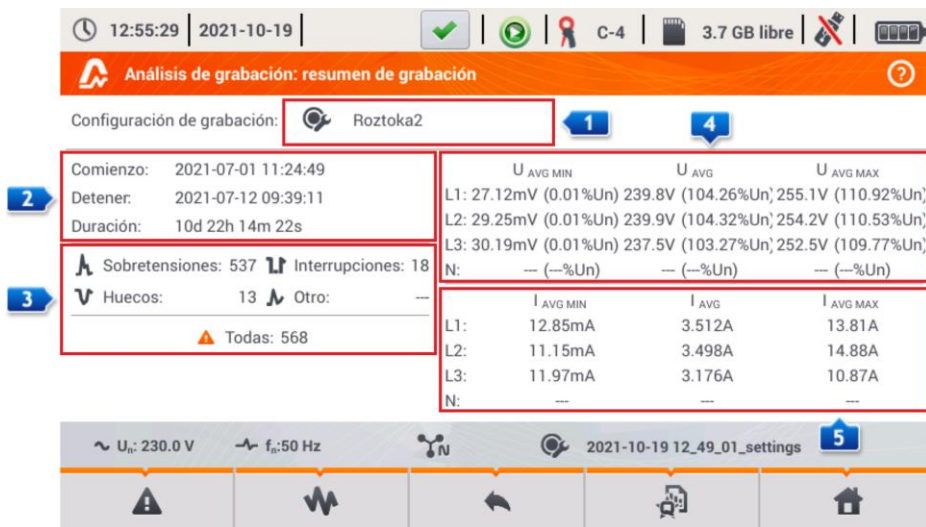 12:55:29 2021-10-19 C-4 3.7 GB libre
Análisis de grabación: resumen de grabación ?
Configuración de grabación: Roztoka2
1
4
2
Comienzo: 2021-07-01 11:24:49
Detener: 2021-07-12 09:39:11
Duración: 10d 22h 14m 22s
3
Sobretensiones: 537 Interrupciones: 18
Huecos: 13 Otro: ---
Todas: 568
U AVG MIN U AVG U AVG MAX
L1: 27.12mV (0.01%Un) 239.8V (104.26%Un) 255.1V (110.92%Un)
L2: 29.25mV (0.01%Un) 239.9V (104.32%Un) 254.2V (110.53%Un)
L3: 30.19mV (0.01%Un) 237.5V (103.27%Un) 252.5V (109.77%Un)
N: --- (---%Un) --- (---%Un) --- (---%Un)
I AVG MIN I AVG I AVG MAX
L1: 12.85mA 3.512A 13.81A
L2: 11.15mA 3.498A 14.88A
L3: 11.97mA 3.176A 10.87A
N: --- --- ---
5
Un: 230.0 V fn:50 Hz N 2021-10-19 12_49_01_settings